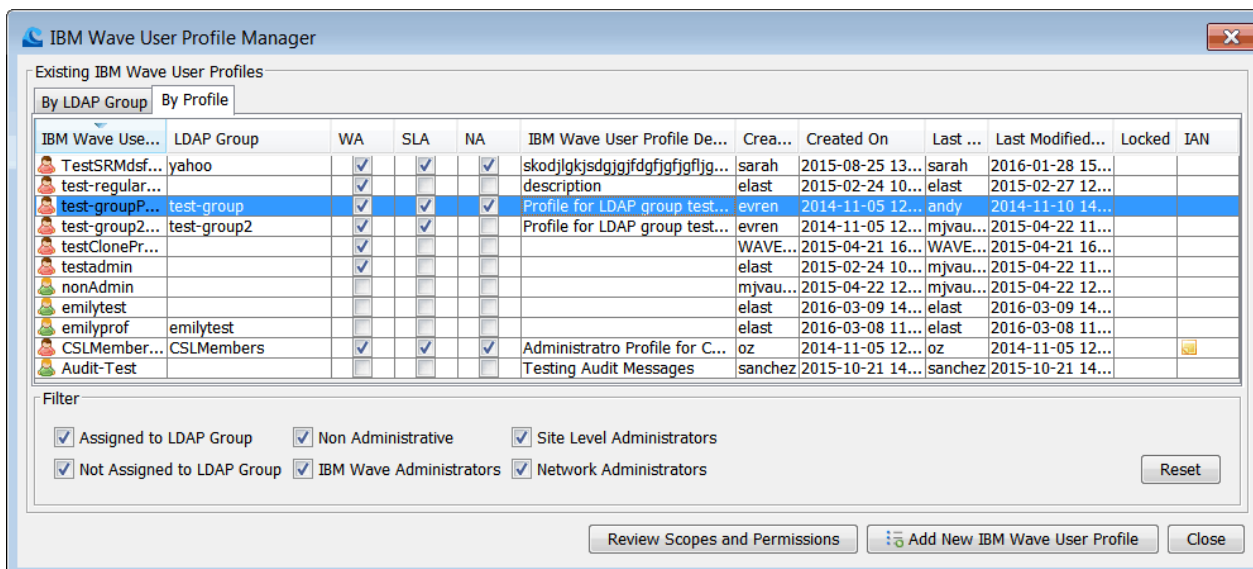 IBM Wave User Profile Manager
Existing IBM Wave User Profiles
By LDAP Group By Profile
IBM Wave Use... LDAP Group WA SLA NA IBM Wave User Profile De... Crea... Created On Last ... Last Modified... Locked IAN
TestSRMdsf... yahoo skodjlgkjsdgjgjfdgfjgfjgfljg... sarah 2015-08-25 13... sarah 2016-01-28 15...
test-regular... description elast 2015-02-24 10... elast 2015-02-27 12...
test-groupP... test-group Profile for LDAP group test... evren 2014-11-05 12... andy 2014-11-10 14...
test-group2... test-group2 Profile for LDAP group test... evren 2014-11-05 12... mjvau... 2015-04-22 11...
testClonePr... WAVE... 2015-04-21 16... WAVE... 2015-04-21 16...
testadmin elast 2015-02-24 10... mjvau... 2015-04-22 11...
nonAdmin mjvau... 2015-04-22 12... mjvau... 2015-04-22 12...
emilytest elast 2016-03-09 14... elast 2016-03-09 14...
emilyprof emilytest elast 2016-03-08 11... elast 2016-03-08 11...
CSLMember... CSLMembers Administratro Profile for C... oz 2014-11-05 12... oz 2014-11-05 12...
Audit-Test Testing Audit Messages sanchez 2015-10-21 14... sanchez 2015-10-21 14...
Filter
Assigned to LDAP Group Non Administrative Site Level Administrators
Not Assigned to LDAP Group IBM Wave Administrators Network Administrators Reset
Review Scopes and Permissions Add New IBM Wave User Profile Close